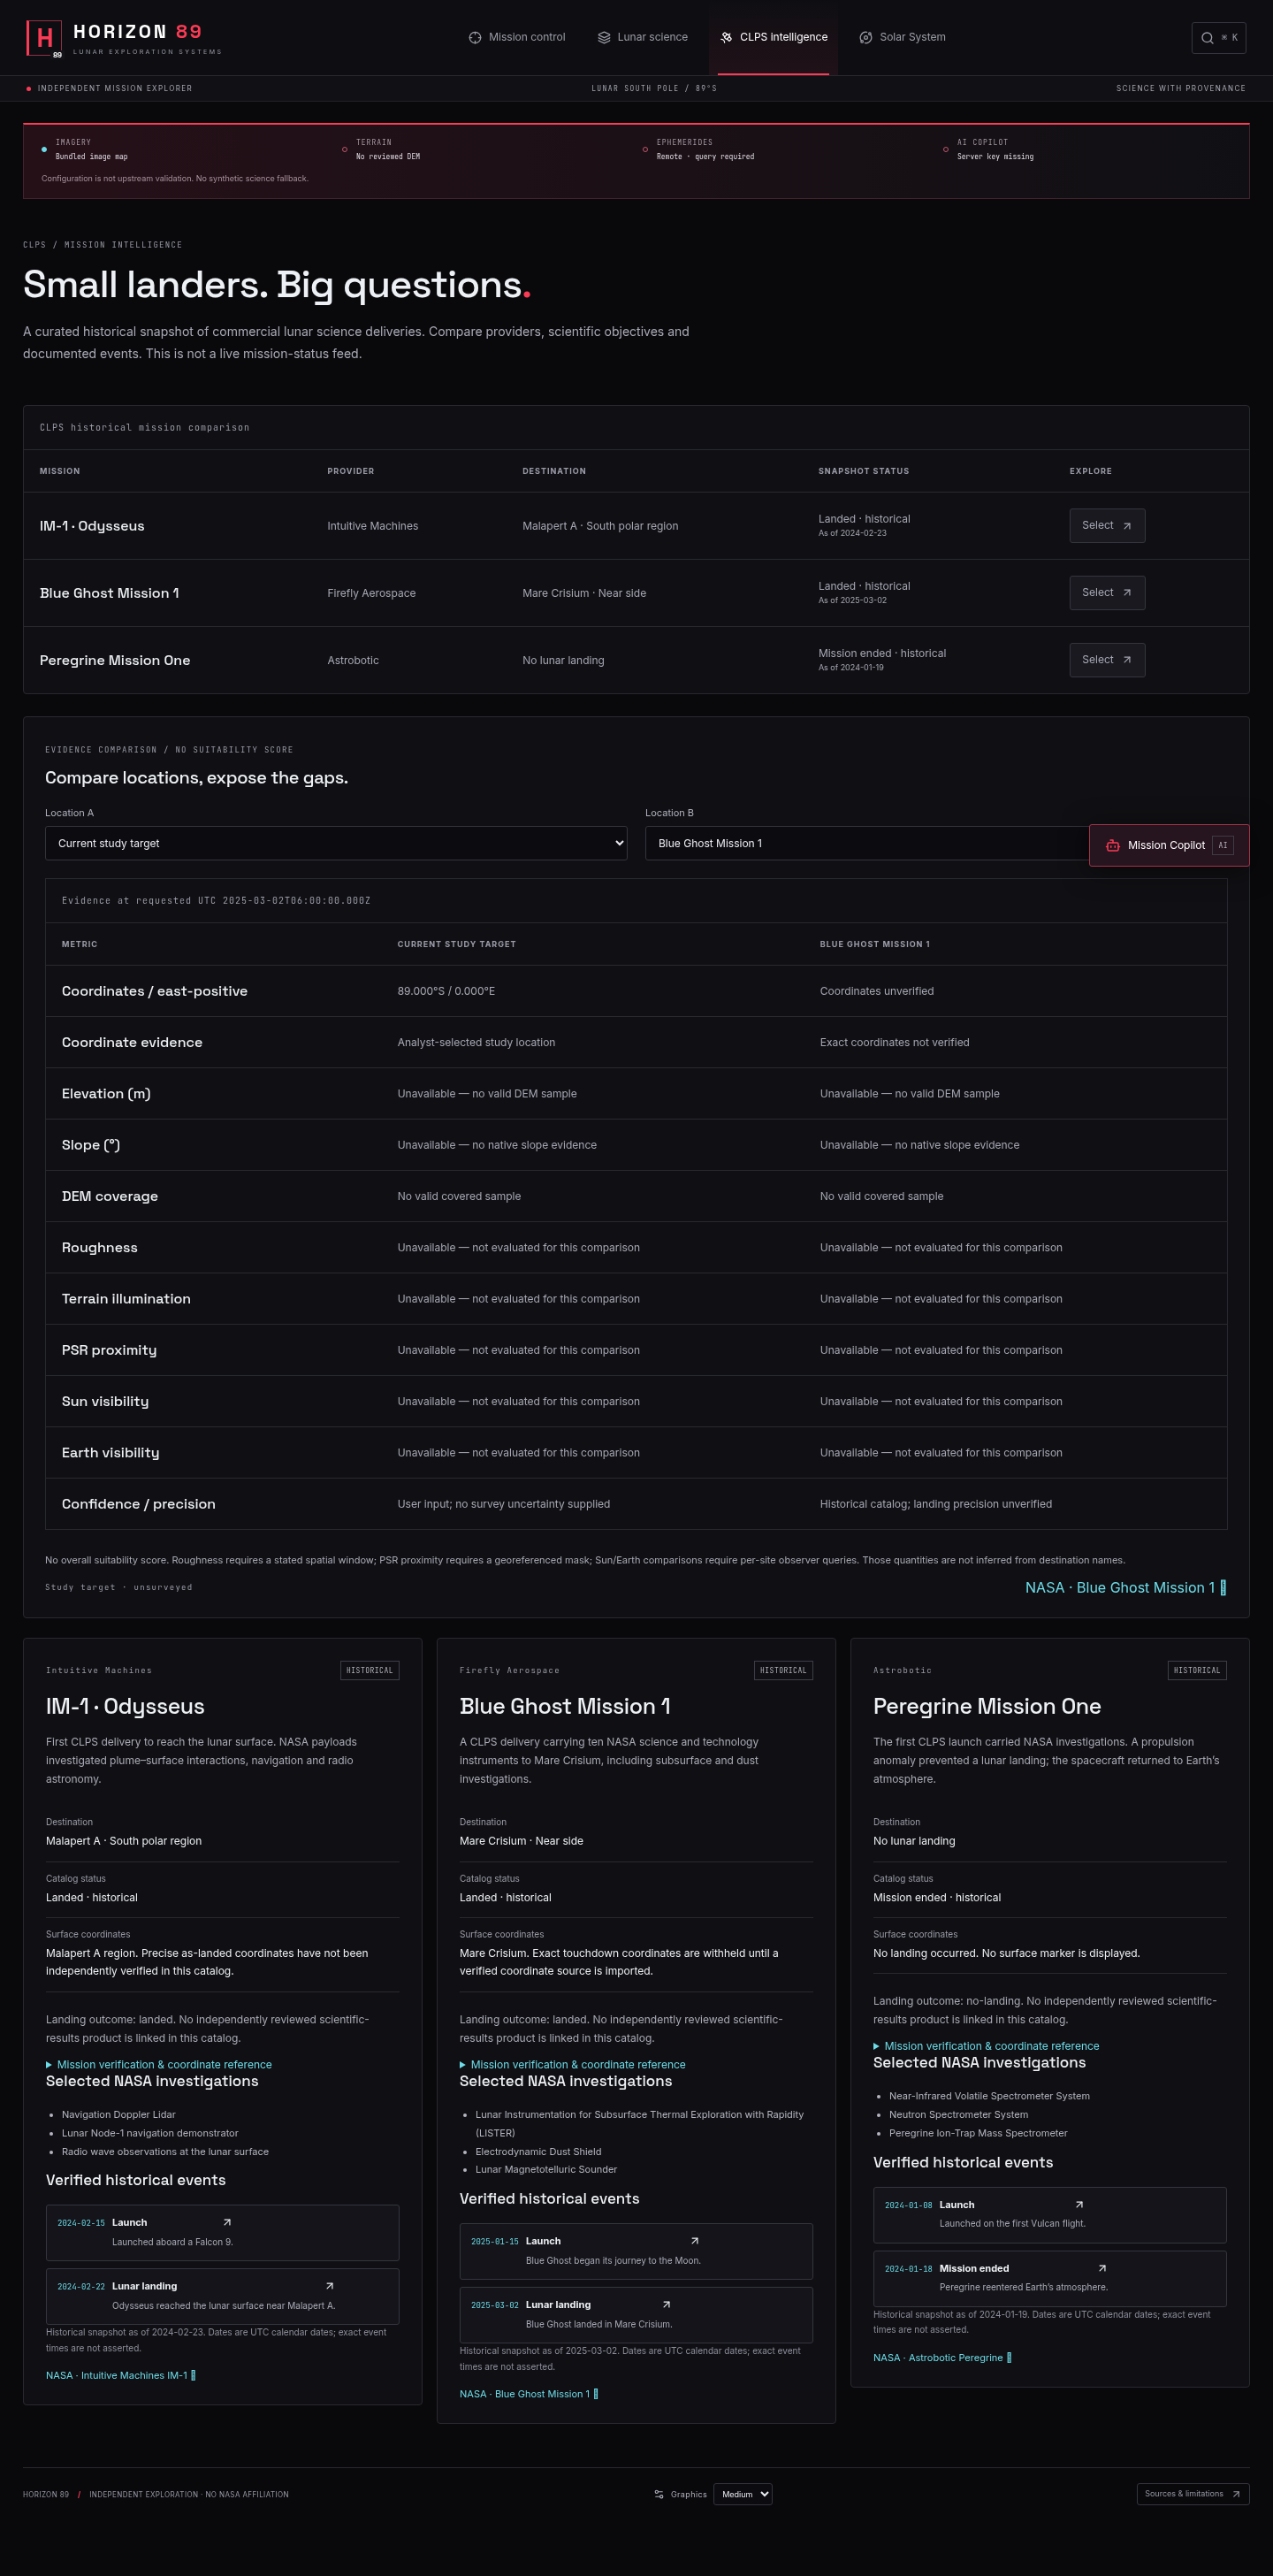 H 89
HORIZON 89
LUNAR EXPLORATION SYSTEMS
Mission control
Lunar science
CLPS intelligence
Solar System
⌘ K
INDEPENDENT MISSION EXPLORER
LUNAR SOUTH POLE / 89°S
SCIENCE WITH PROVENANCE
IMAGERY
Bundled image map
TERRAIN
No reviewed DEM
EPHEMERIDES
Remote · query required
AI COPILOT
Server key missing
Configuration is not upstream validation. No synthetic science fallback.
CLPS / MISSION INTELLIGENCE
Small landers. Big questions.
A curated historical snapshot of commercial lunar science deliveries. Compare providers, scientific objectives and
documented events. This is not a live mission-status feed.
CLPS historical mission comparison
MISSION PROVIDER DESTINATION SNAPSHOT STATUS EXPLORE
IM-1 · Odysseus Intuitive Machines Malapert A · South polar region Landed · historical Select
As of 2024-02-23
Blue Ghost Mission 1 Firefly Aerospace Mare Crisium · Near side Landed · historical Select
As of 2025-03-02
Peregrine Mission One Astrobotic No lunar landing Mission ended · historical Select
As of 2024-01-19
EVIDENCE COMPARISON / NO SUITABILITY SCORE
Compare locations, expose the gaps.
Location A
Current study target
Location B
Blue Ghost Mission 1
Mission Copilot AI
Evidence at requested UTC 2025-03-02T06:00:00.000Z
METRIC CURRENT STUDY TARGET BLUE GHOST MISSION 1
Coordinates / east-positive 89.000°S / 0.000°E Coordinates unverified
Coordinate evidence Analyst-selected study location Exact coordinates not verified
Elevation (m) Unavailable — no valid DEM sample Unavailable — no valid DEM sample
Slope (°) Unavailable — no native slope evidence Unavailable — no native slope evidence
DEM coverage No valid covered sample No valid covered sample
Roughness Unavailable — not evaluated for this comparison Unavailable — not evaluated for this comparison
Terrain illumination Unavailable — not evaluated for this comparison Unavailable — not evaluated for this comparison
PSR proximity Unavailable — not evaluated for this comparison Unavailable — not evaluated for this comparison
Sun visibility Unavailable — not evaluated for this comparison Unavailable — not evaluated for this comparison
Earth visibility Unavailable — not evaluated for this comparison Unavailable — not evaluated for this comparison
Confidence / precision User input; no survey uncertainty supplied Historical catalog; landing precision unverified
No overall suitability score. Roughness requires a stated spatial window; PSR proximity requires a georeferenced mask; Sun/Earth comparisons require per-site observer queries. Those quantities are not inferred from destination names.
Study target · unsurveyed
NASA · Blue Ghost Mission 1
Intuitive Machines HISTORICAL
IM-1 · Odysseus
First CLPS delivery to reach the lunar surface. NASA payloads
investigated plume–surface interactions, navigation and radio
astronomy.
Destination
Malapert A · South polar region
Catalog status
Landed · historical
Surface coordinates
Malapert A region. Precise as-landed coordinates have not been
independently verified in this catalog.
Landing outcome: landed. No independently reviewed scientific-
results product is linked in this catalog.
Mission verification & coordinate reference
Selected NASA investigations
Navigation Doppler Lidar
Lunar Node-1 navigation demonstrator
Radio wave observations at the lunar surface
Verified historical events
2024-02-15 Launch
Launched aboard a Falcon 9.
2024-02-22 Lunar landing
Odysseus reached the lunar surface near Malapert A.
Historical snapshot as of 2024-02-23. Dates are UTC calendar dates; exact event
times are not asserted.
NASA · Intuitive Machines IM-1
Firefly Aerospace HISTORICAL
Blue Ghost Mission 1
A CLPS delivery carrying ten NASA science and technology
instruments to Mare Crisium, including subsurface and dust
investigations.
Destination
Mare Crisium · Near side
Catalog status
Landed · historical
Surface coordinates
Mare Crisium. Exact touchdown coordinates are withheld until a
verified coordinate source is imported.
Landing outcome: landed. No independently reviewed scientific-
results product is linked in this catalog.
Mission verification & coordinate reference
Selected NASA investigations
Lunar Instrumentation for Subsurface Thermal Exploration with Rapidity
(LISTER)
Electrodynamic Dust Shield
Lunar Magnetotelluric Sounder
Verified historical events
2025-01-15 Launch
Blue Ghost began its journey to the Moon.
2025-03-02 Lunar landing
Blue Ghost landed in Mare Crisium.
Historical snapshot as of 2025-03-02. Dates are UTC calendar dates; exact event
times are not asserted.
NASA · Blue Ghost Mission 1
Astrobotic HISTORICAL
Peregrine Mission One
The first CLPS launch carried NASA investigations. A propulsion
anomaly prevented a lunar landing; the spacecraft returned to Earth’s
atmosphere.
Destination
No lunar landing
Catalog status
Mission ended · historical
Surface coordinates
No landing occurred. No surface marker is displayed.
Landing outcome: no-landing. No independently reviewed scientific-
results product is linked in this catalog.
Mission verification & coordinate reference
Selected NASA investigations
Near-Infrared Volatile Spectrometer System
Neutron Spectrometer System
Peregrine Ion-Trap Mass Spectrometer
Verified historical events
2024-01-08 Launch
Launched on the first Vulcan flight.
2024-01-18 Mission ended
Peregrine reentered Earth’s atmosphere.
Historical snapshot as of 2024-01-19. Dates are UTC calendar dates; exact event
times are not asserted.
NASA · Astrobotic Peregrine
HORIZON 89 / INDEPENDENT EXPLORATION · NO NASA AFFILIATION
Graphics Medium
Sources & limitations